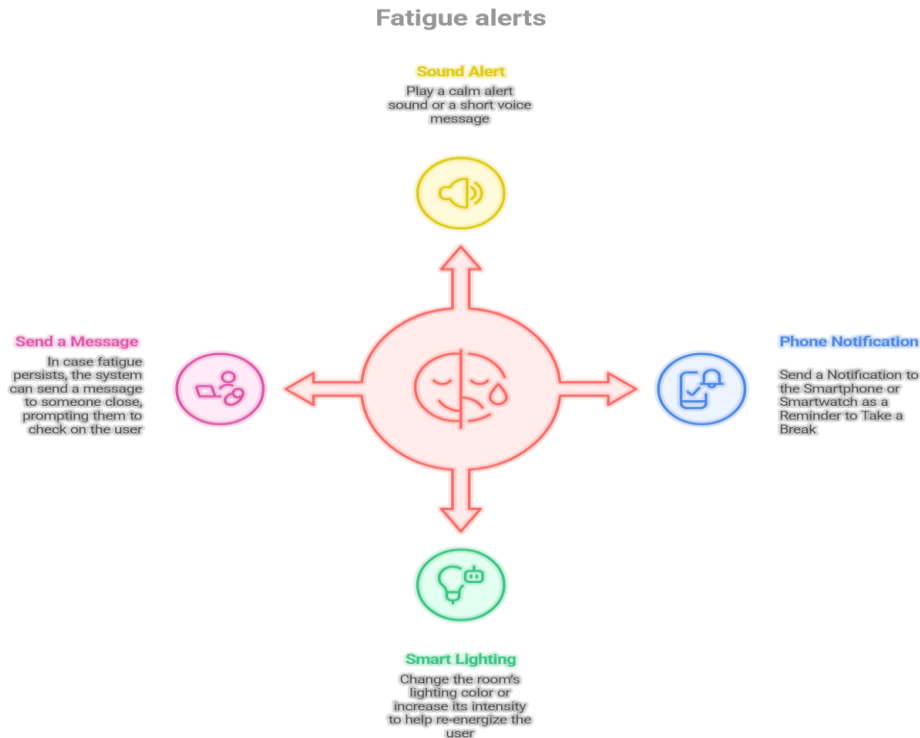 Fatigue alerts
Sound Alert
Play a calm alert
sound or a short voice
message
Send a Message
In case fatigue
persists, the system
can send a message
to someone close,
prompting them to
check on the user
Phone Notification
Send a Notification to
the Smartphone or
Smartwatch as a
Reminder to Take a
Break
Smart Lighting
Change the room's
lighting color or
increase its intensity
to help re-energize the
user